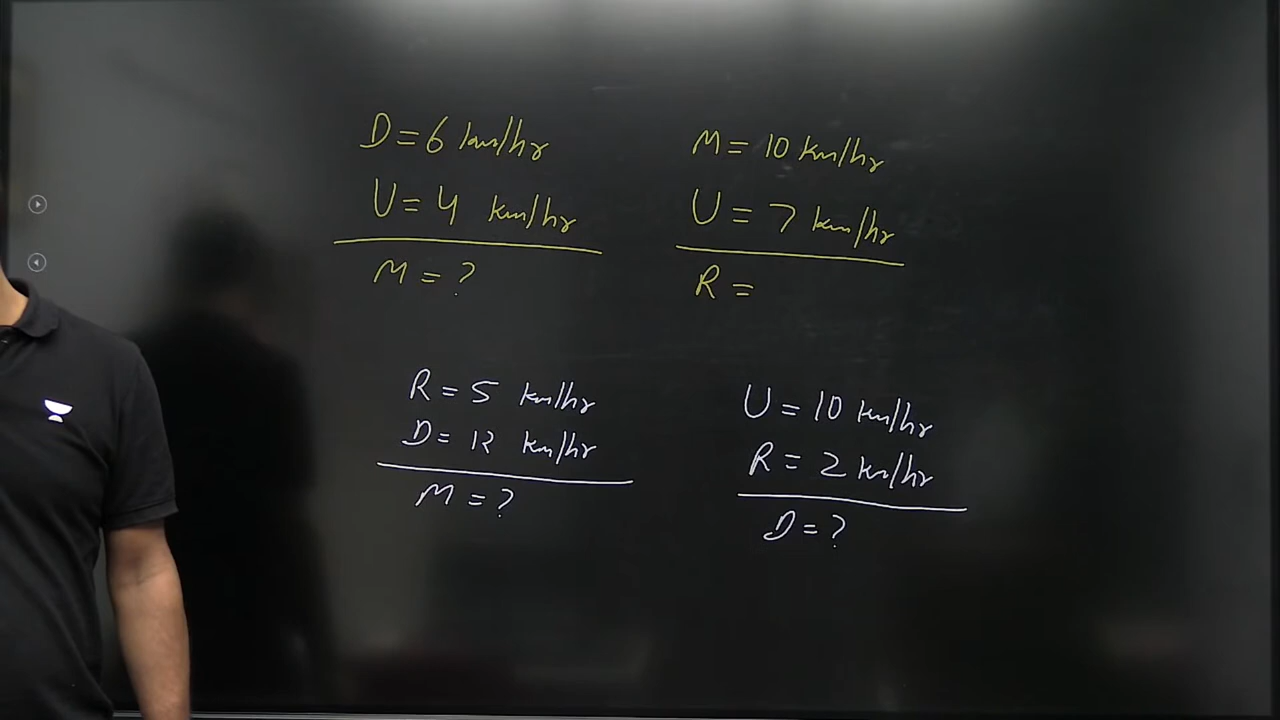 D = 6 km/hr
U = 4 km/hr
M = ?
M = 10 km/hr
U = 7 km/hr
R =
R = 5 km/hr
D = 12 km/hr
M = ?
U = 10 km/hr
R = 2 km/hr
D = ?